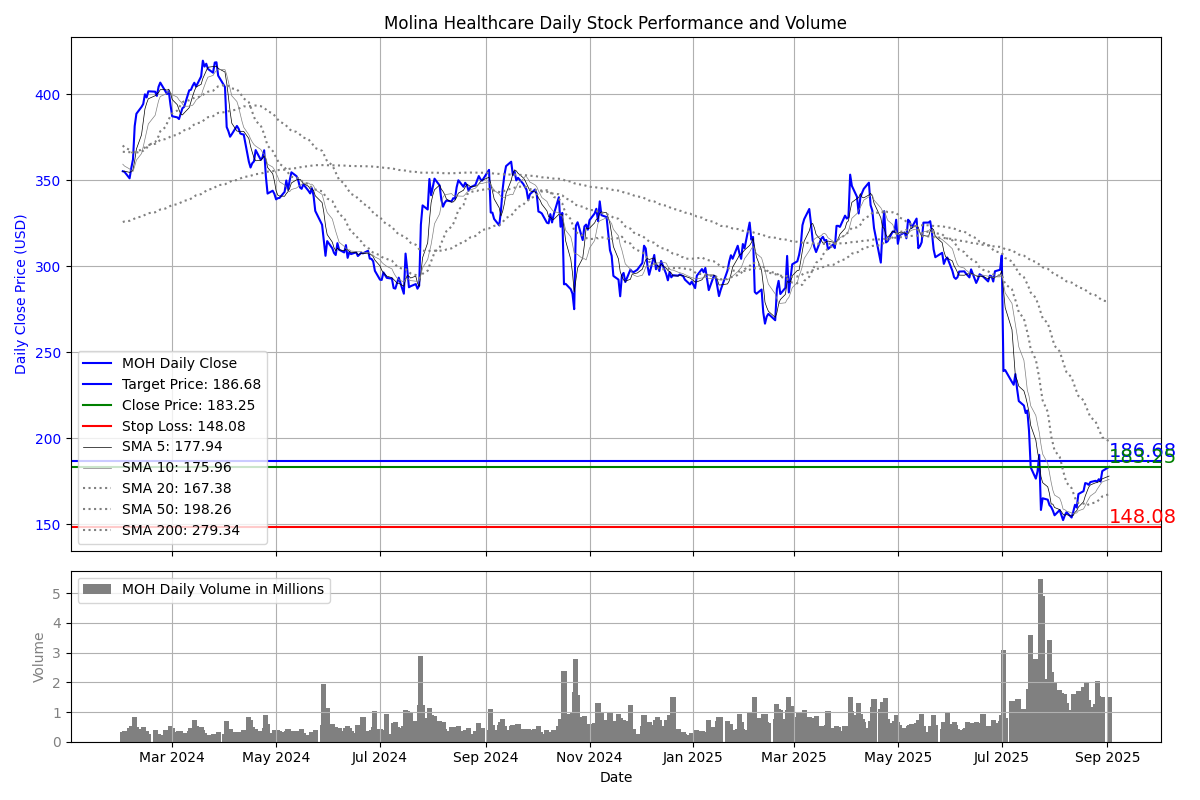 Molina Healthcare Daily Stock Performance and Volume
Daily Close Price (USD)
400
350
300
250
200
150
MOH Daily Close
Target Price: 186.68
Close Price: 183.25
Stop Loss: 148.08
SMA 5: 177.94
SMA 10: 175.96
SMA 20: 167.38
SMA 50: 198.26
SMA 200: 279.34
186.68
183.25
148.08
MOH Daily Volume in Millions
Volume
5
4
3
2
1
0
Mar 2024 May 2024 Jul 2024 Sep 2024 Nov 2024 Jan 2025 Mar 2025 May 2025 Jul 2025 Sep 2025
Date